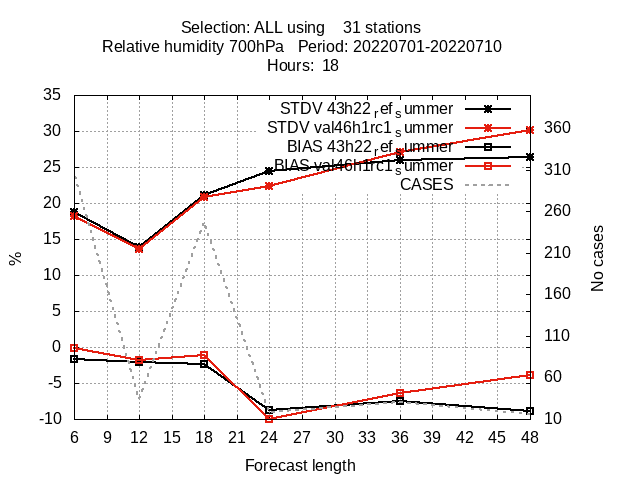 Selection: ALL using 31 stations
Relative humidity 700hPa Period: 20220701-20220710
Hours: 18
STDV 43h22_ref_summer
STDV val46h1rc1_summer
BIAS 43h22_ref_summer
BIAS val46h1rc1_summer
CASES
35
30
25
20
15
10
5
0
-5
-10
%
360
310
260
210
160
110
60
10
No cases
6 9 12 15 18 21 24 27 30 33 36 39 42 45 48
Forecast length